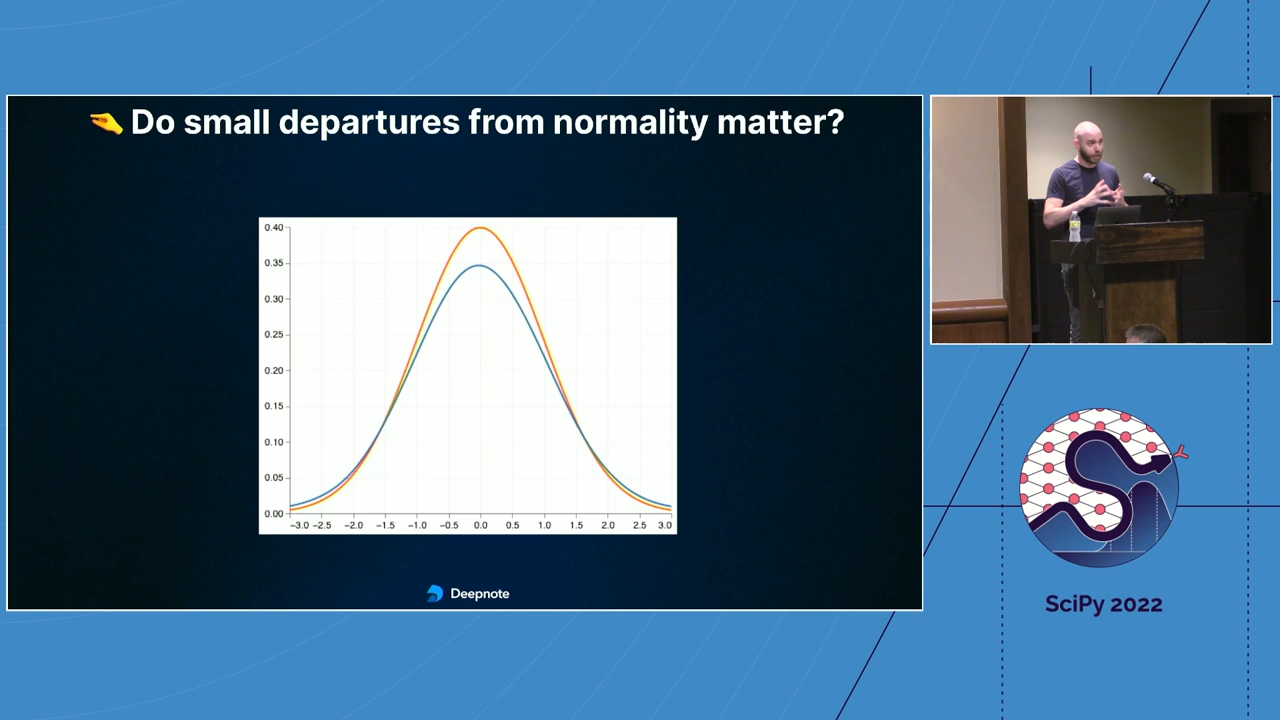 Do small departures from normality matter?
0.40
0.35
0.30
0.25
0.20
0.15
0.10
0.05
0.00
−3.0 −2.5 −2.0 −1.5 −1.0 −0.5 0.0 0.5 1.0 1.5 2.0 2.5 3.0
Deepnote
SciPy 2022